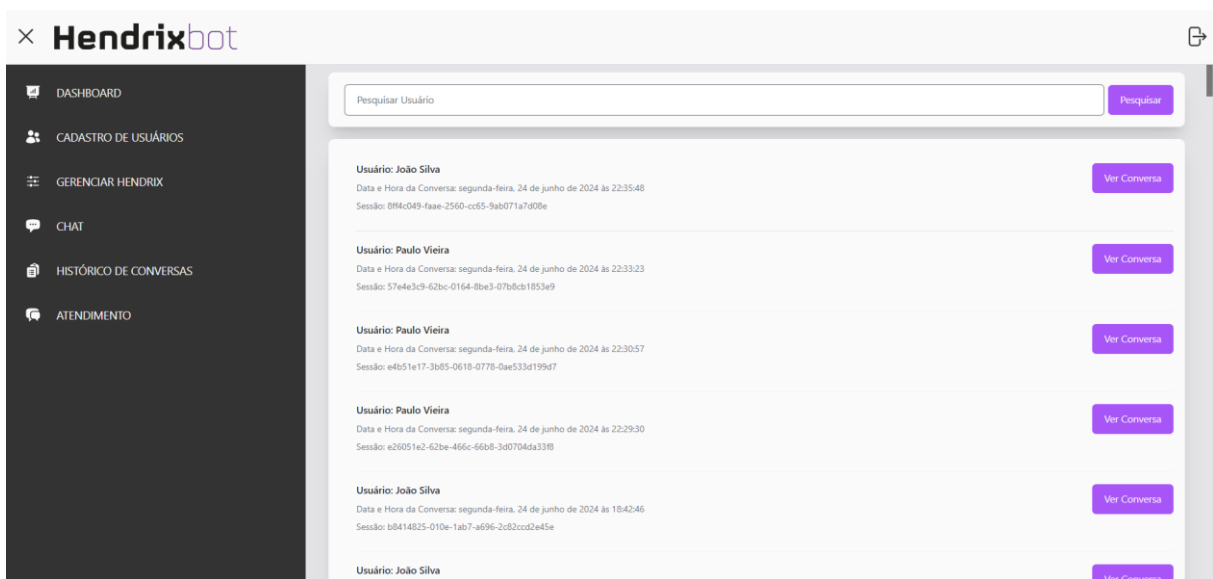 Hendrixbot
DASHBOARD
CADASTRO DE USUÁRIOS
GERENCIAR HENDRIX
CHAT
HISTÓRICO DE CONVERSAS
ATENDIMENTO
Pesquisar Usuário
Pesquisar
Usuário: João Silva
Data e Hora da Conversa: segunda-feira, 24 de junho de 2024 às 22:35:48
Sessão: 8ff4c049-faae-2560-cc65-9ab071a7d08e
Ver Conversa
Usuário: Paulo Vieira
Data e Hora da Conversa: segunda-feira, 24 de junho de 2024 às 22:33:23
Sessão: 57e4e3c9-62bc-0164-8be3-07b8cb1853e9
Ver Conversa
Usuário: Paulo Vieira
Data e Hora da Conversa: segunda-feira, 24 de junho de 2024 às 22:30:57
Sessão: e4b51e17-3b85-0618-0778-0ae533d199d7
Ver Conversa
Usuário: Paulo Vieira
Data e Hora da Conversa: segunda-feira, 24 de junho de 2024 às 22:29:30
Sessão: e26051e2-62be-466c-66b8-3d0704da33f8
Ver Conversa
Usuário: João Silva
Data e Hora da Conversa: segunda-feira, 24 de junho de 2024 às 18:42:46
Sessão: b8414825-010e-1ab7-a696-2c82ccd2e45e
Ver Conversa
Usuário: João Silva
Ver Conversa